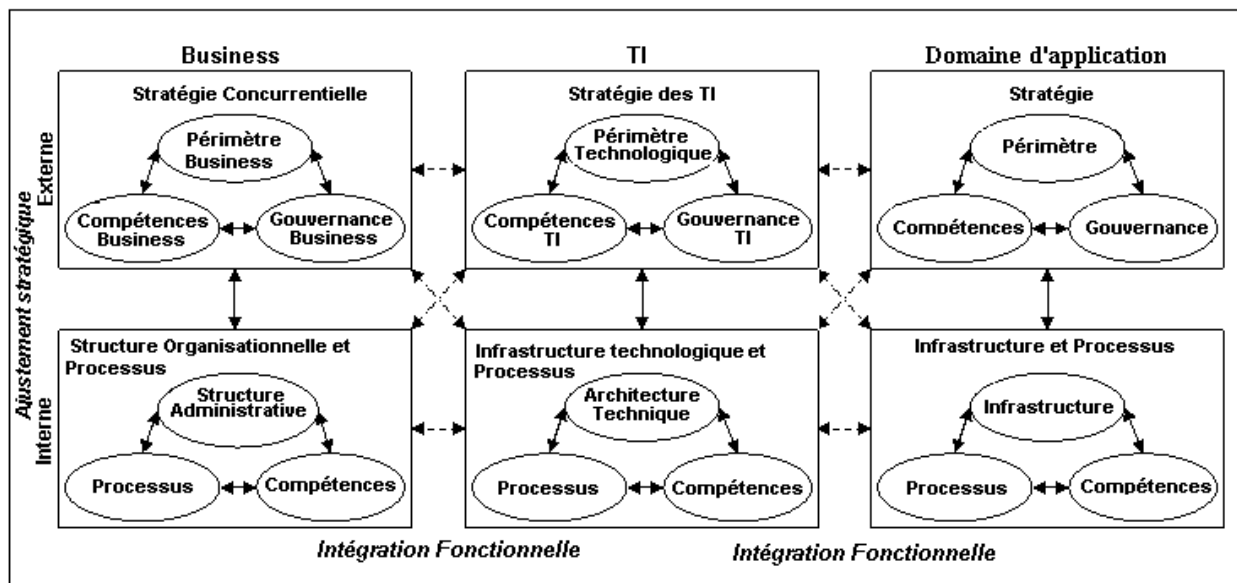 Business
TI
Domaine d'application
Ajustement stratégique
Externe
Stratégie Concurrentielle
Périmètre
Business
Compétences
Business
Gouvernance
Business
Stratégie des TI
Périmètre
Technologique
Compétences
TI
Gouvernance
TI
Stratégie
Périmètre
Compétences
Gouvernance
Interne
Structure Organisationnelle et
Processus
Structure
Administrative
Processus
Compétences
Infrastructure technologique et
Processus
Architecture
Technique
Processus
Compétences
Infrastructure et Processus
Infrastructure
Processus
Compétences
Intégration Fonctionnelle
Intégration Fonctionnelle